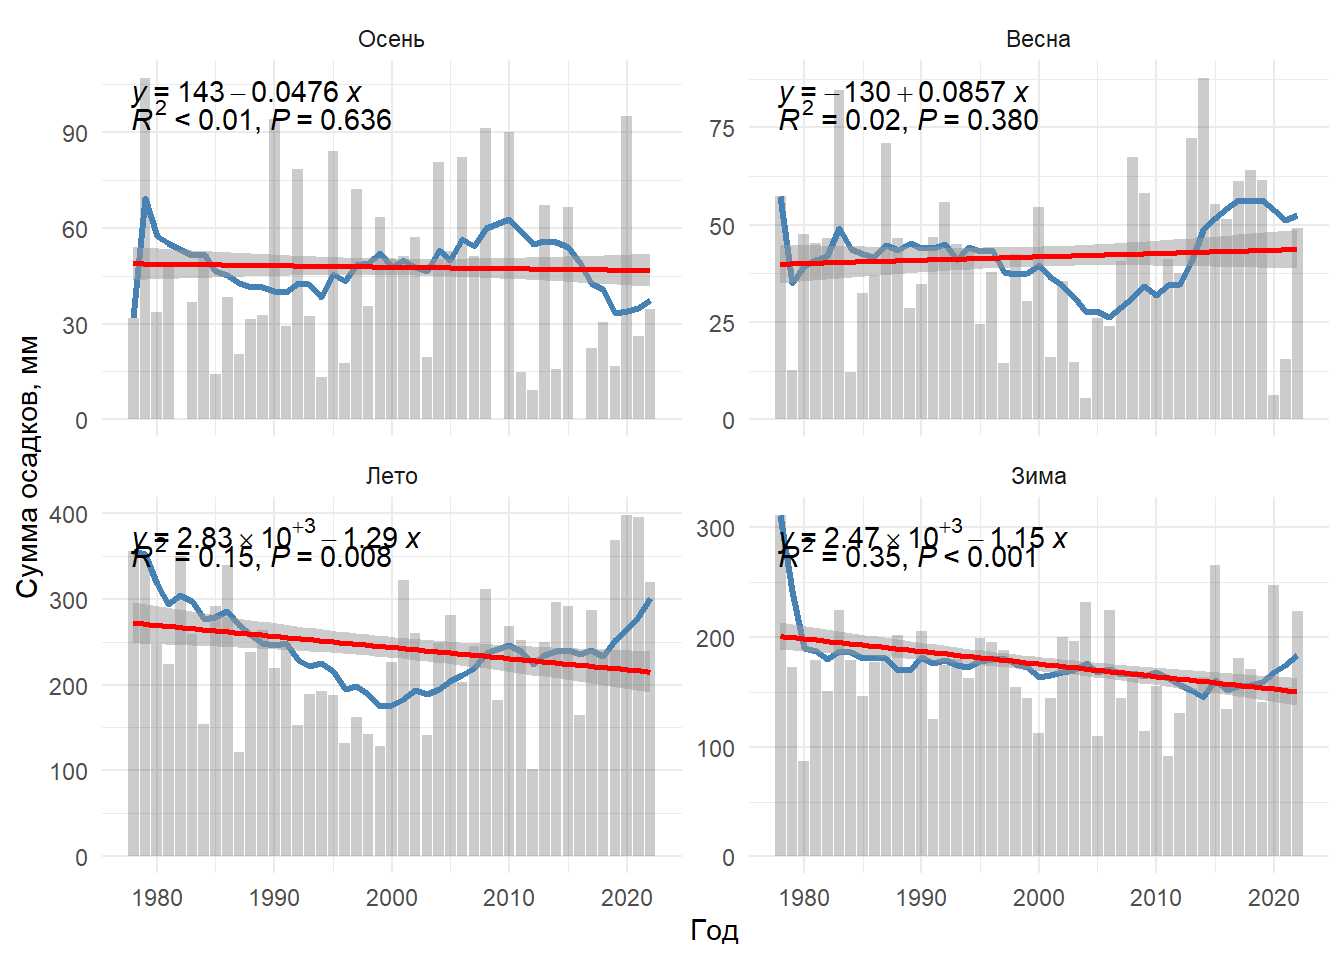 Осень
y = 143 − 0.0476 x
R² < 0.01, P = 0.636
90
60
30
0
Весна
y = −130 + 0.0857 x
R² = 0.02, P = 0.380
75
50
25
0
Лето
y = 2.83 × 10⁺³ − 1.29 x
R² = 0.15, P = 0.008
400
300
200
100
0
1980 1990 2000 2010 2020
Зима
y = 2.47 × 10⁺³ − 1.15 x
R² = 0.35, P < 0.001
300
200
100
0
1980 1990 2000 2010 2020
Сумма осадков, мм
Год